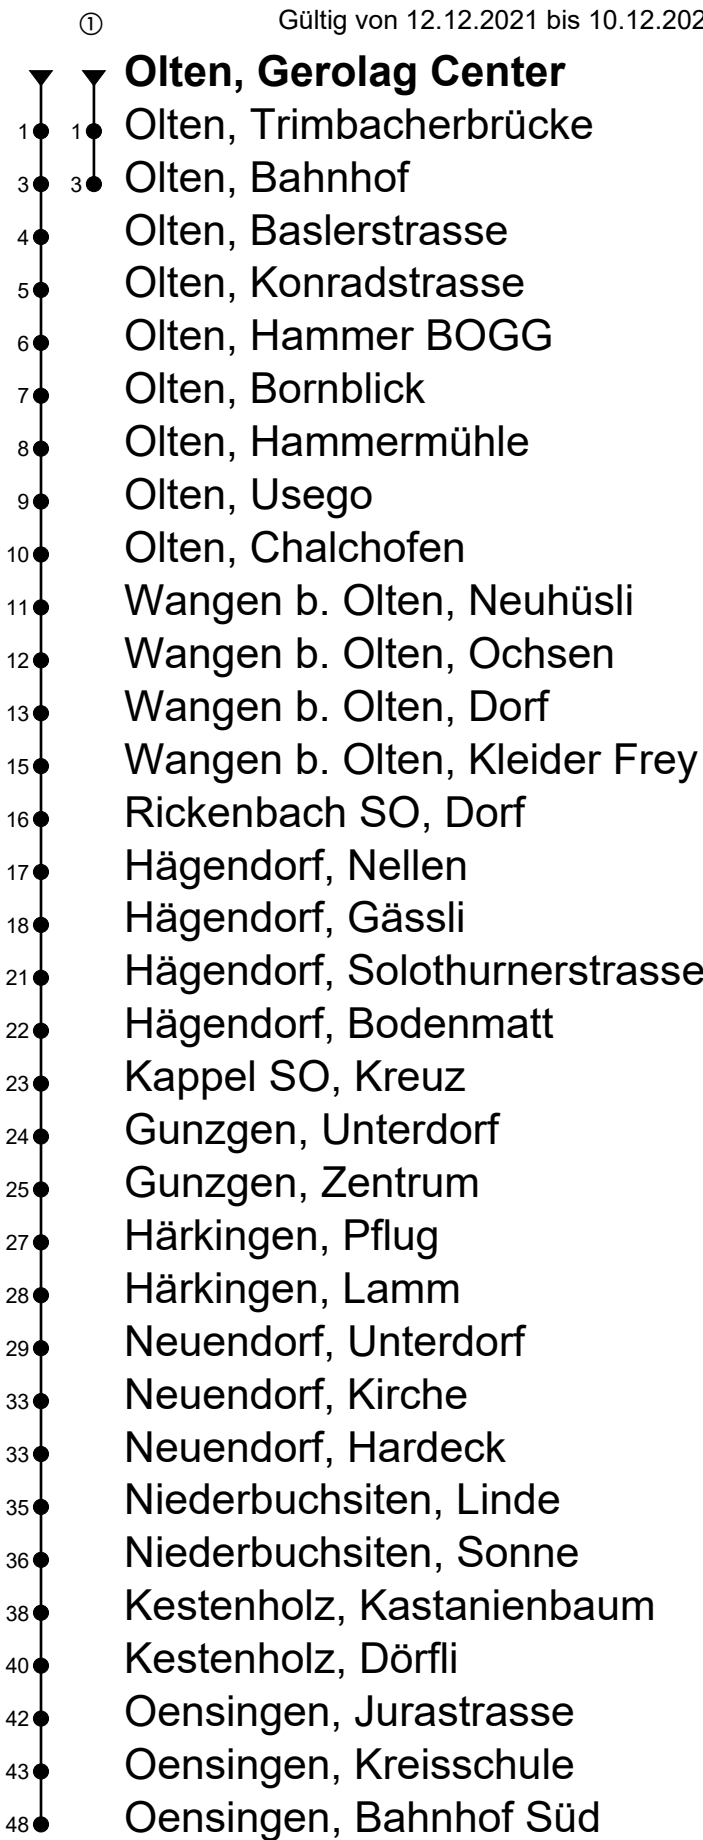 ① Gültig von 12.12.2021 bis 10.12.202
Olten, Gerolag Center
1 1 Olten, Trimbacherbrücke
3 3 Olten, Bahnhof
4 Olten, Baslerstrasse
5 Olten, Konradstrasse
6 Olten, Hammer BOGG
7 Olten, Bornblick
8 Olten, Hammermühle
9 Olten, Usego
10 Olten, Chalchofen
11 Wangen b. Olten, Neuhüsli
12 Wangen b. Olten, Ochsen
13 Wangen b. Olten, Dorf
15 Wangen b. Olten, Kleider Frey
16 Rickenbach SO, Dorf
17 Hägendorf, Nellen
18 Hägendorf, Gässli
21 Hägendorf, Solothurnerstrasse
22 Hägendorf, Bodenmatt
23 Kappel SO, Kreuz
24 Gunzgen, Unterdorf
25 Gunzgen, Zentrum
27 Härkingen, Pflug
28 Härkingen, Lamm
29 Neuendorf, Unterdorf
33 Neuendorf, Kirche
33 Neuendorf, Hardeck
35 Niederbuchsiten, Linde
36 Niederbuchsiten, Sonne
38 Kestenholz, Kastanienbaum
40 Kestenholz, Dörfli
42 Oensingen, Jurastrasse
43 Oensingen, Kreisschule
48 Oensingen, Bahnhof Süd